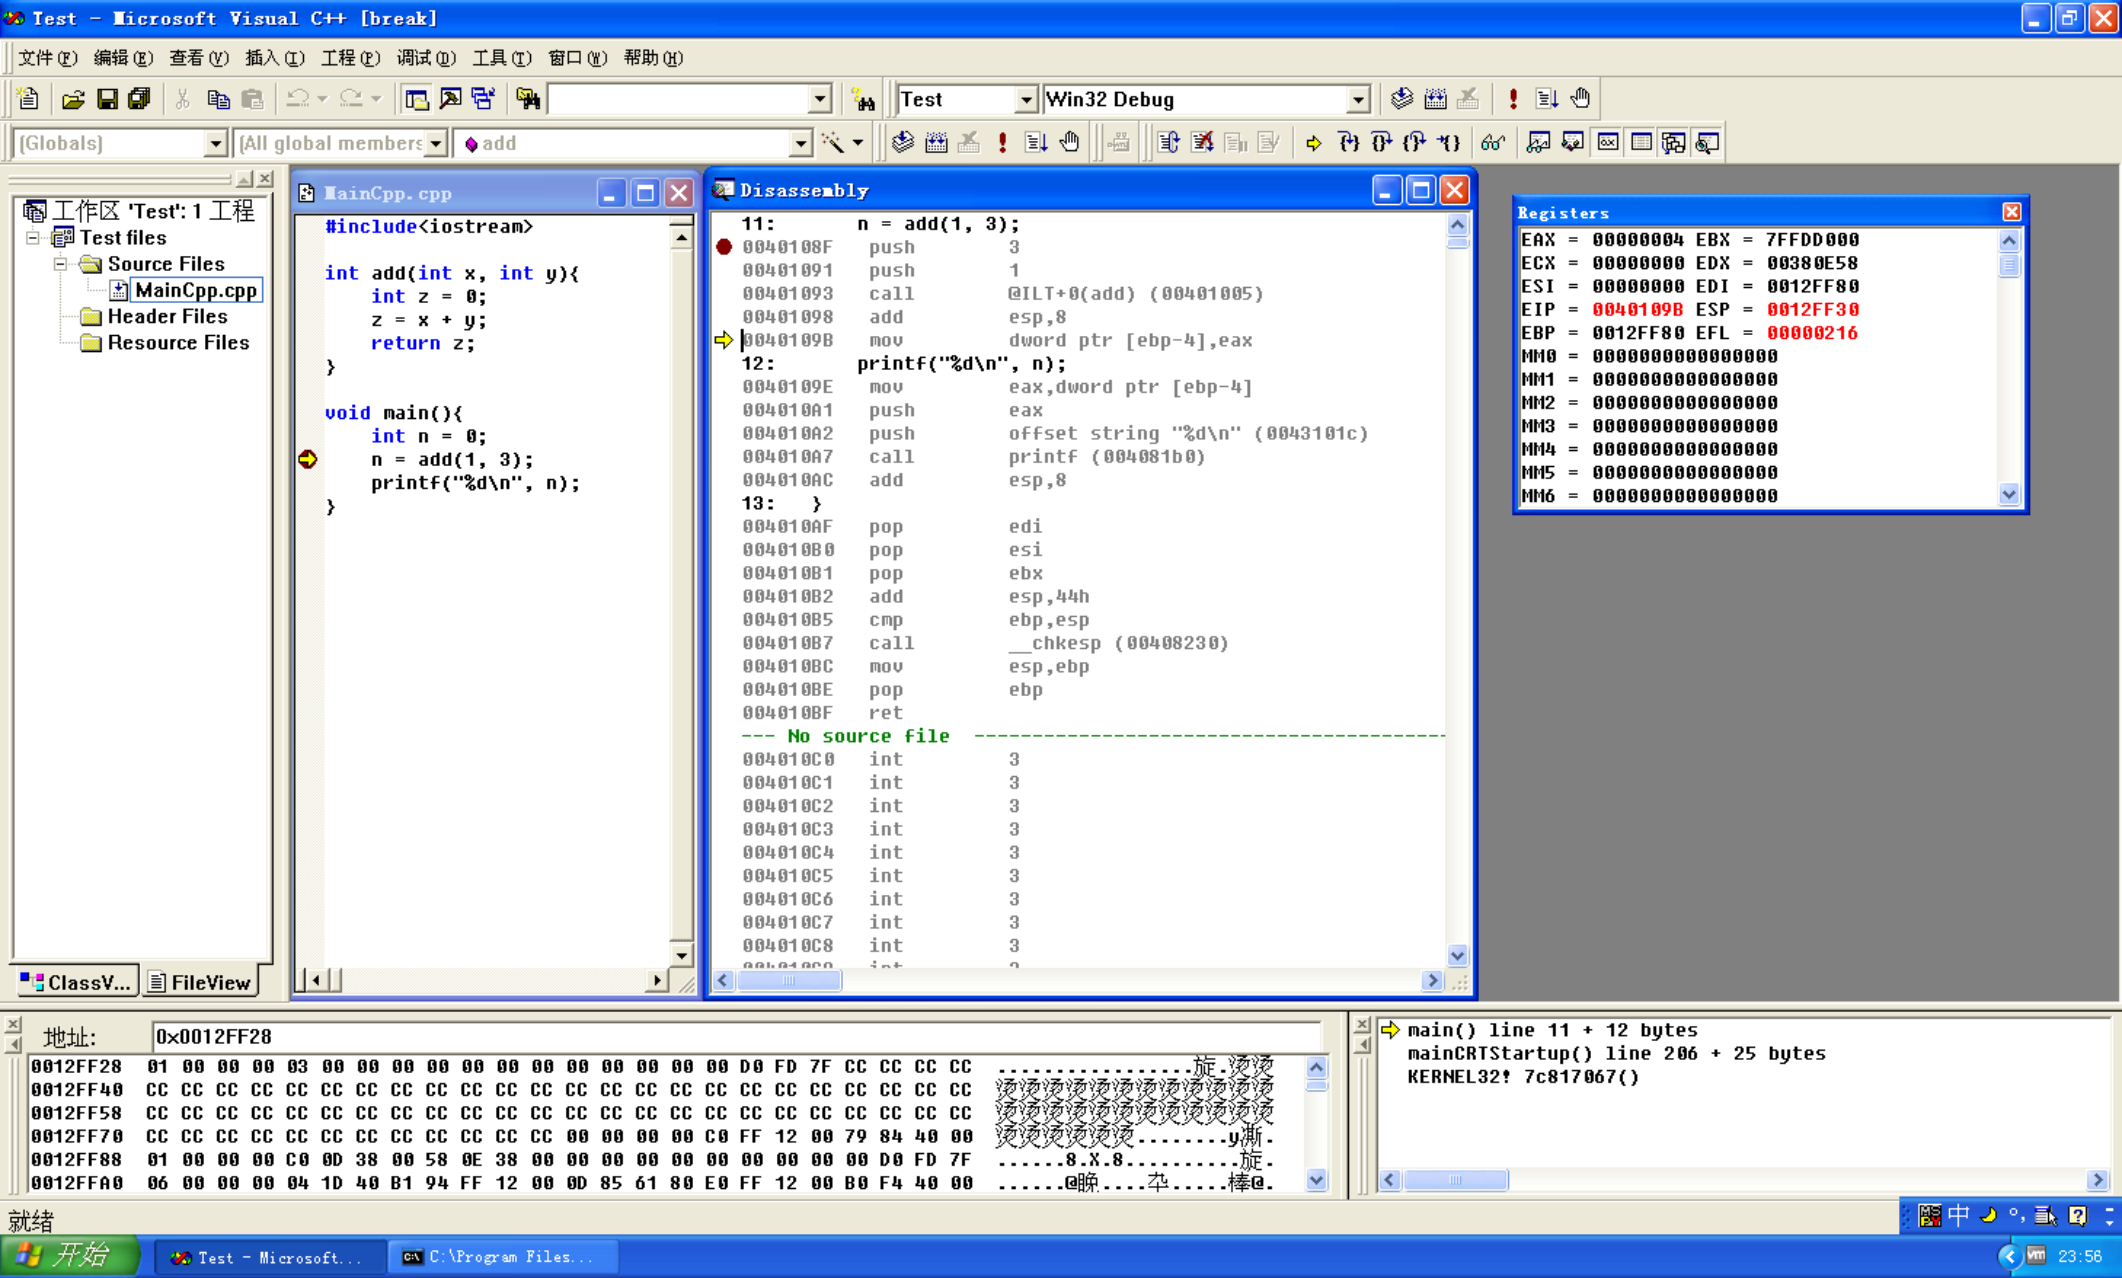 Test - Microsoft Visual C++ [break]
文件(F) 编辑(E) 查看(V) 插入(I) 工程(P) 调试(D) 工具(T) 窗口(W) 帮助(H)
Test Win32 Debug
(Globals) (All global members add
工作区 'Test': 1 工程
Test files
Source Files
MainCpp.cpp
Header Files
Resource Files
ClassV... FileView
MainCpp.cpp
#include<iostream>
int add(int x, int y){
int z = 0;
z = x + y;
return z;
}
void main(){
int n = 0;
n = add(1, 3);
printf("%d\n", n);
}
Disassembly
11: n = add(1, 3);
0040108F push 3
00401091 push 1
00401093 call @ILT+0(add) (00401005)
00401098 add esp,8
0040109B mov dword ptr [ebp-4],eax
12: printf("%d\n", n);
0040109E mov eax,dword ptr [ebp-4]
004010A1 push eax
004010A2 push offset string "%d\n" (0043101c)
004010A7 call printf (004081b0)
004010AC add esp,8
13: }
004010AF pop edi
004010B0 pop esi
004010B1 pop ebx
004010B2 add esp,44h
004010B5 cmp ebp,esp
004010B7 call __chkesp (00408230)
004010BC mov esp,ebp
004010BE pop ebp
004010BF ret
--- No source file ----------------------------------------
004010C0 int 3
004010C1 int 3
004010C2 int 3
004010C3 int 3
004010C4 int 3
004010C5 int 3
004010C6 int 3
004010C7 int 3
004010C8 int 3
Registers
EAX = 00000004 EBX = 7FFDD000
ECX = 00000000 EDX = 00380E58
ESI = 00000000 EDI = 0012FF80
EIP = 0040109B ESP = 0012FF30
EBP = 0012FF80 EFL = 00000216
MM0 = 0000000000000000
MM1 = 0000000000000000
MM2 = 0000000000000000
MM3 = 0000000000000000
MM4 = 0000000000000000
MM5 = 0000000000000000
MM6 = 0000000000000000
地址: 0x0012FF28
0012FF28 01 00 00 00 03 00 00 00 00 00 00 00 00 00 00 00 00 D0 FD 7F CC CC CC CC .................旋.烫烫
0012FF40 CC CC CC CC CC CC CC CC CC CC CC CC CC CC CC CC CC CC CC CC CC CC CC CC 烫烫烫烫烫烫烫烫烫烫烫烫
0012FF58 CC CC CC CC CC CC CC CC CC CC CC CC CC CC CC CC CC CC CC CC CC CC CC CC 烫烫烫烫烫烫烫烫烫烫烫烫
0012FF70 CC CC CC CC CC CC CC CC CC CC CC CC 00 00 00 00 C0 FF 12 00 79 84 40 00 烫烫烫烫烫烫........y凘.
0012FF88 01 00 00 00 C0 0D 38 00 58 0E 38 00 00 00 00 00 00 00 00 00 00 D0 FD 7F ......8.X.8..........旋.
0012FFA0 06 00 00 00 04 1D 40 B1 94 FF 12 00 0D 85 61 80 E0 FF 12 00 B0 F4 40 00
main() line 11 + 12 bytes
mainCRTStartup() line 206 + 25 bytes
KERNEL32! 7c817067()
就绪
中
开始 Test - Microsoft... C:\Program Files... 23:56